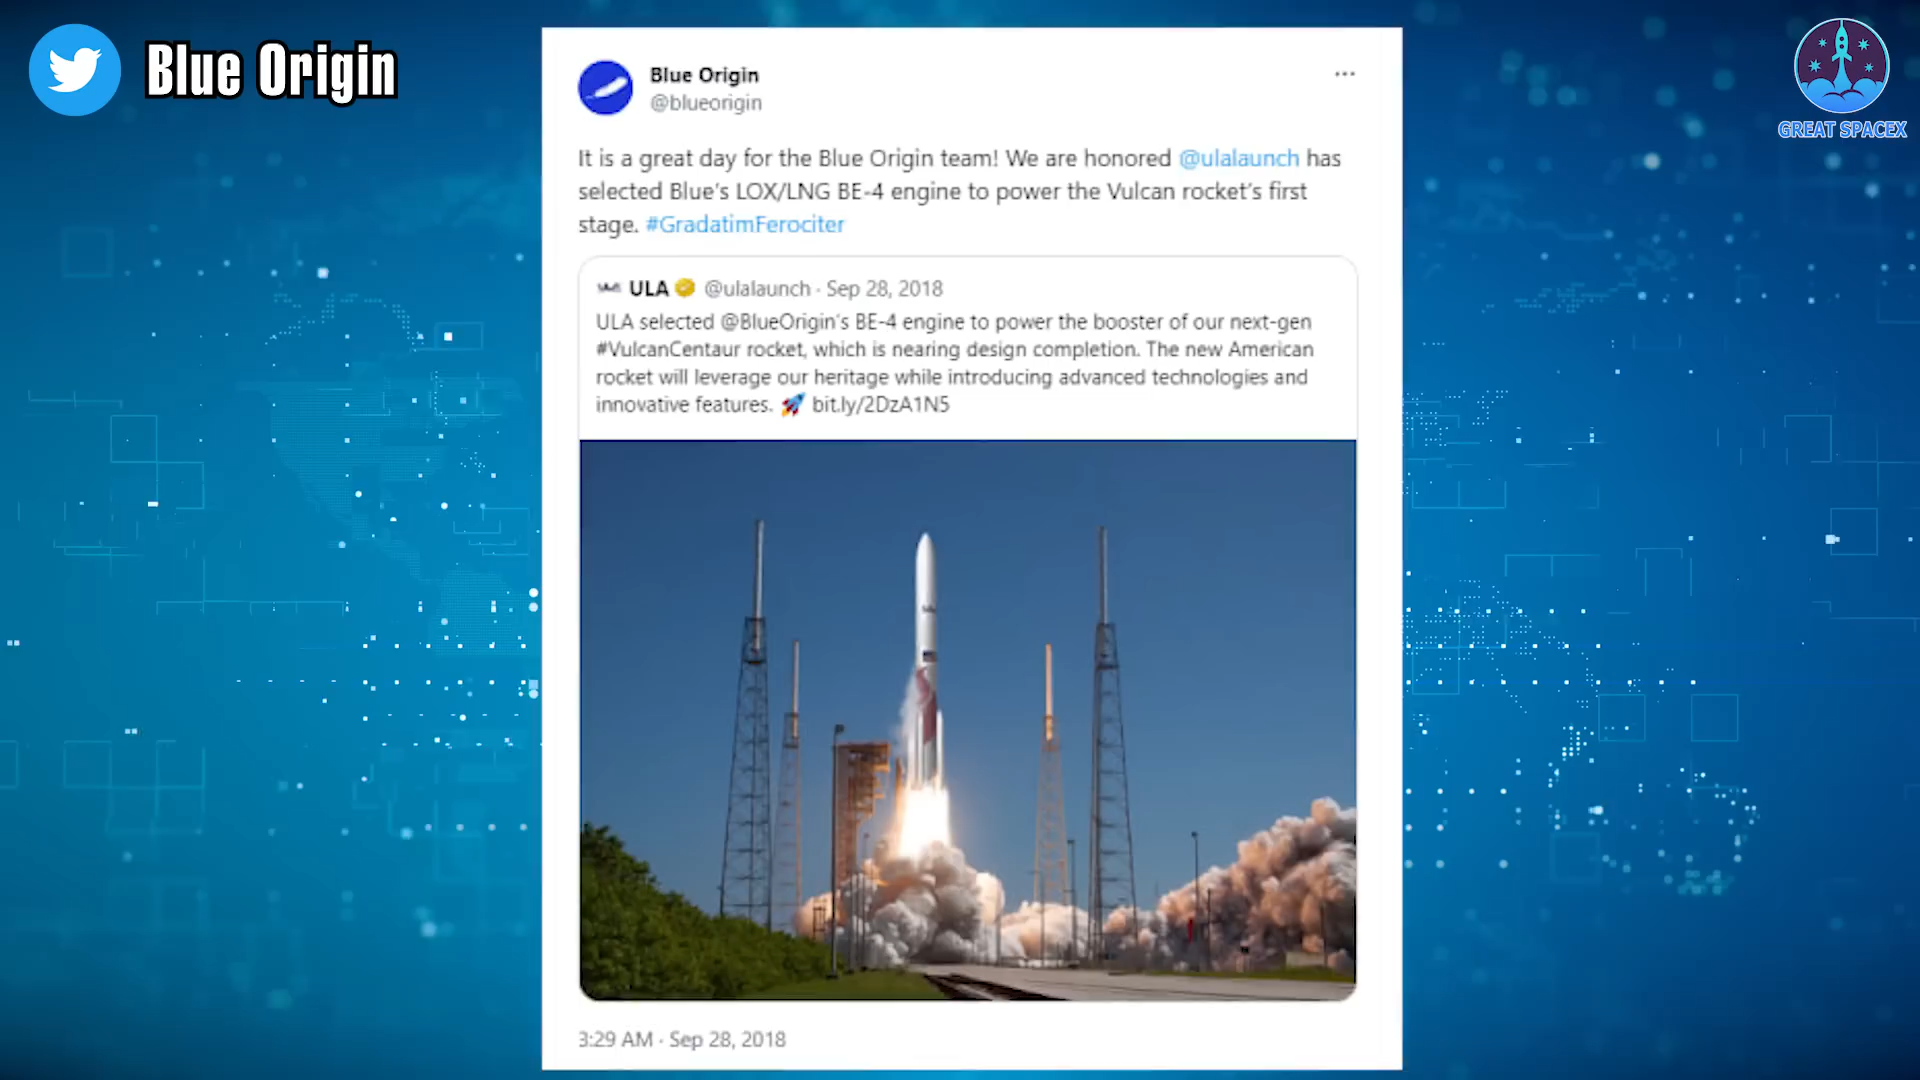 Blue Origin
GREAT SPACEX
Blue Origin
@blueorigin
It is a great day for the Blue Origin team! We are honored @ulalaunch has
selected Blue's LOX/LNG BE-4 engine to power the Vulcan rocket's first
stage. #GradatimFerociter
ULA @ulalaunch · Sep 28, 2018
ULA selected @BlueOrigin's BE-4 engine to power the booster of our next-gen
#VulcanCentaur rocket, which is nearing design completion. The new American
rocket will leverage our heritage while introducing advanced technologies and
innovative features. 🚀 bit.ly/2DzA1N5
3:29 AM · Sep 28, 2018